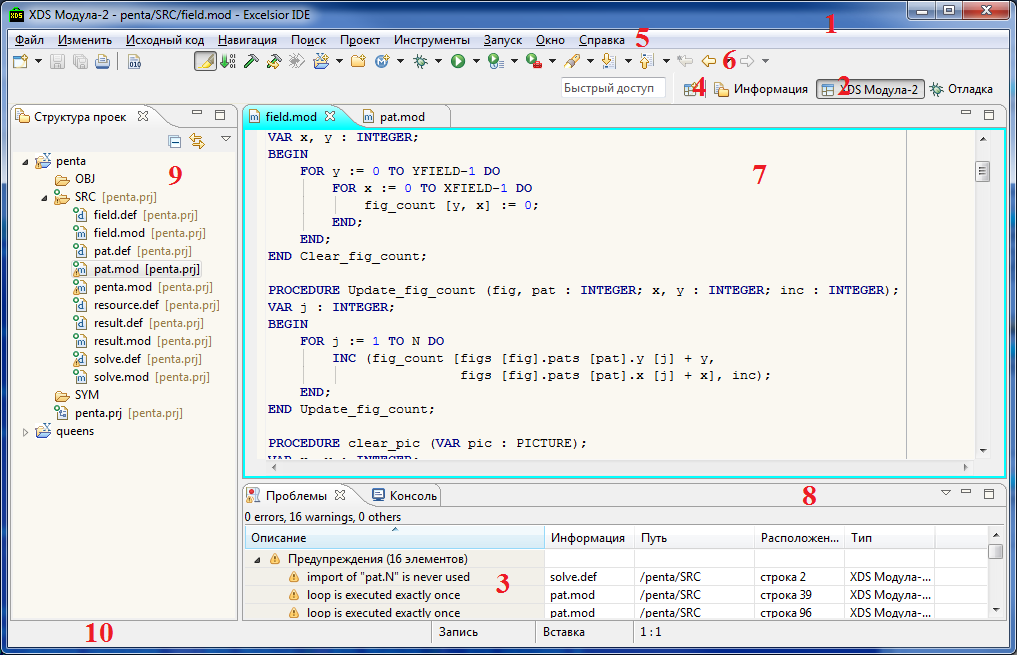 XDS Модула-2 - penta/SRC/field.mod - Excelsior IDE
1
Файл Изменить Исходный код Навигация Поиск Проект Инструменты Запуск Окно Справка 5
010
6
Быстрый доступ 4 Информация 2 XDS Модула-2 Отладка
Структура проек
penta
9
OBJ
SRC [penta.prj]
field.def [penta.prj]
field.mod [penta.prj]
pat.def [penta.prj]
pat.mod [penta.prj]
penta.mod [penta.prj]
resource.def [penta.prj]
result.def [penta.prj]
result.mod [penta.prj]
solve.def [penta.prj]
solve.mod [penta.prj]
SYM
penta.prj [penta.prj]
queens
field.mod pat.mod
VAR x, y : INTEGER;
BEGIN
FOR y := 0 TO YFIELD-1 DO
7
FOR x := 0 TO XFIELD-1 DO
fig_count [y, x] := 0;
END;
END;
END Clear_fig_count;
PROCEDURE Update_fig_count (fig, pat : INTEGER; x, y : INTEGER; inc : INTEGER);
VAR j : INTEGER;
BEGIN
FOR j := 1 TO N DO
INC (fig_count [figs [fig].pats [pat].y [j] + y,
figs [fig].pats [pat].x [j] + x], inc);
END;
END Update_fig_count;
PROCEDURE clear_pic (VAR pic : PICTURE);
VAR x, y : INTEGER;
Проблемы Консоль 8
0 errors, 16 warnings, 0 others
Описание Информация Путь Расположен... Тип
Предупреждения (16 элементов)
import of "pat.N" is never used solve.def /penta/SRC строка 2 XDS Модула-...
3
loop is executed exactly once pat.mod /penta/SRC строка 39 XDS Модула-...
loop is executed exactly once pat.mod /penta/SRC строка 96 XDS Модула-...
10 Запись Вставка 1 : 1